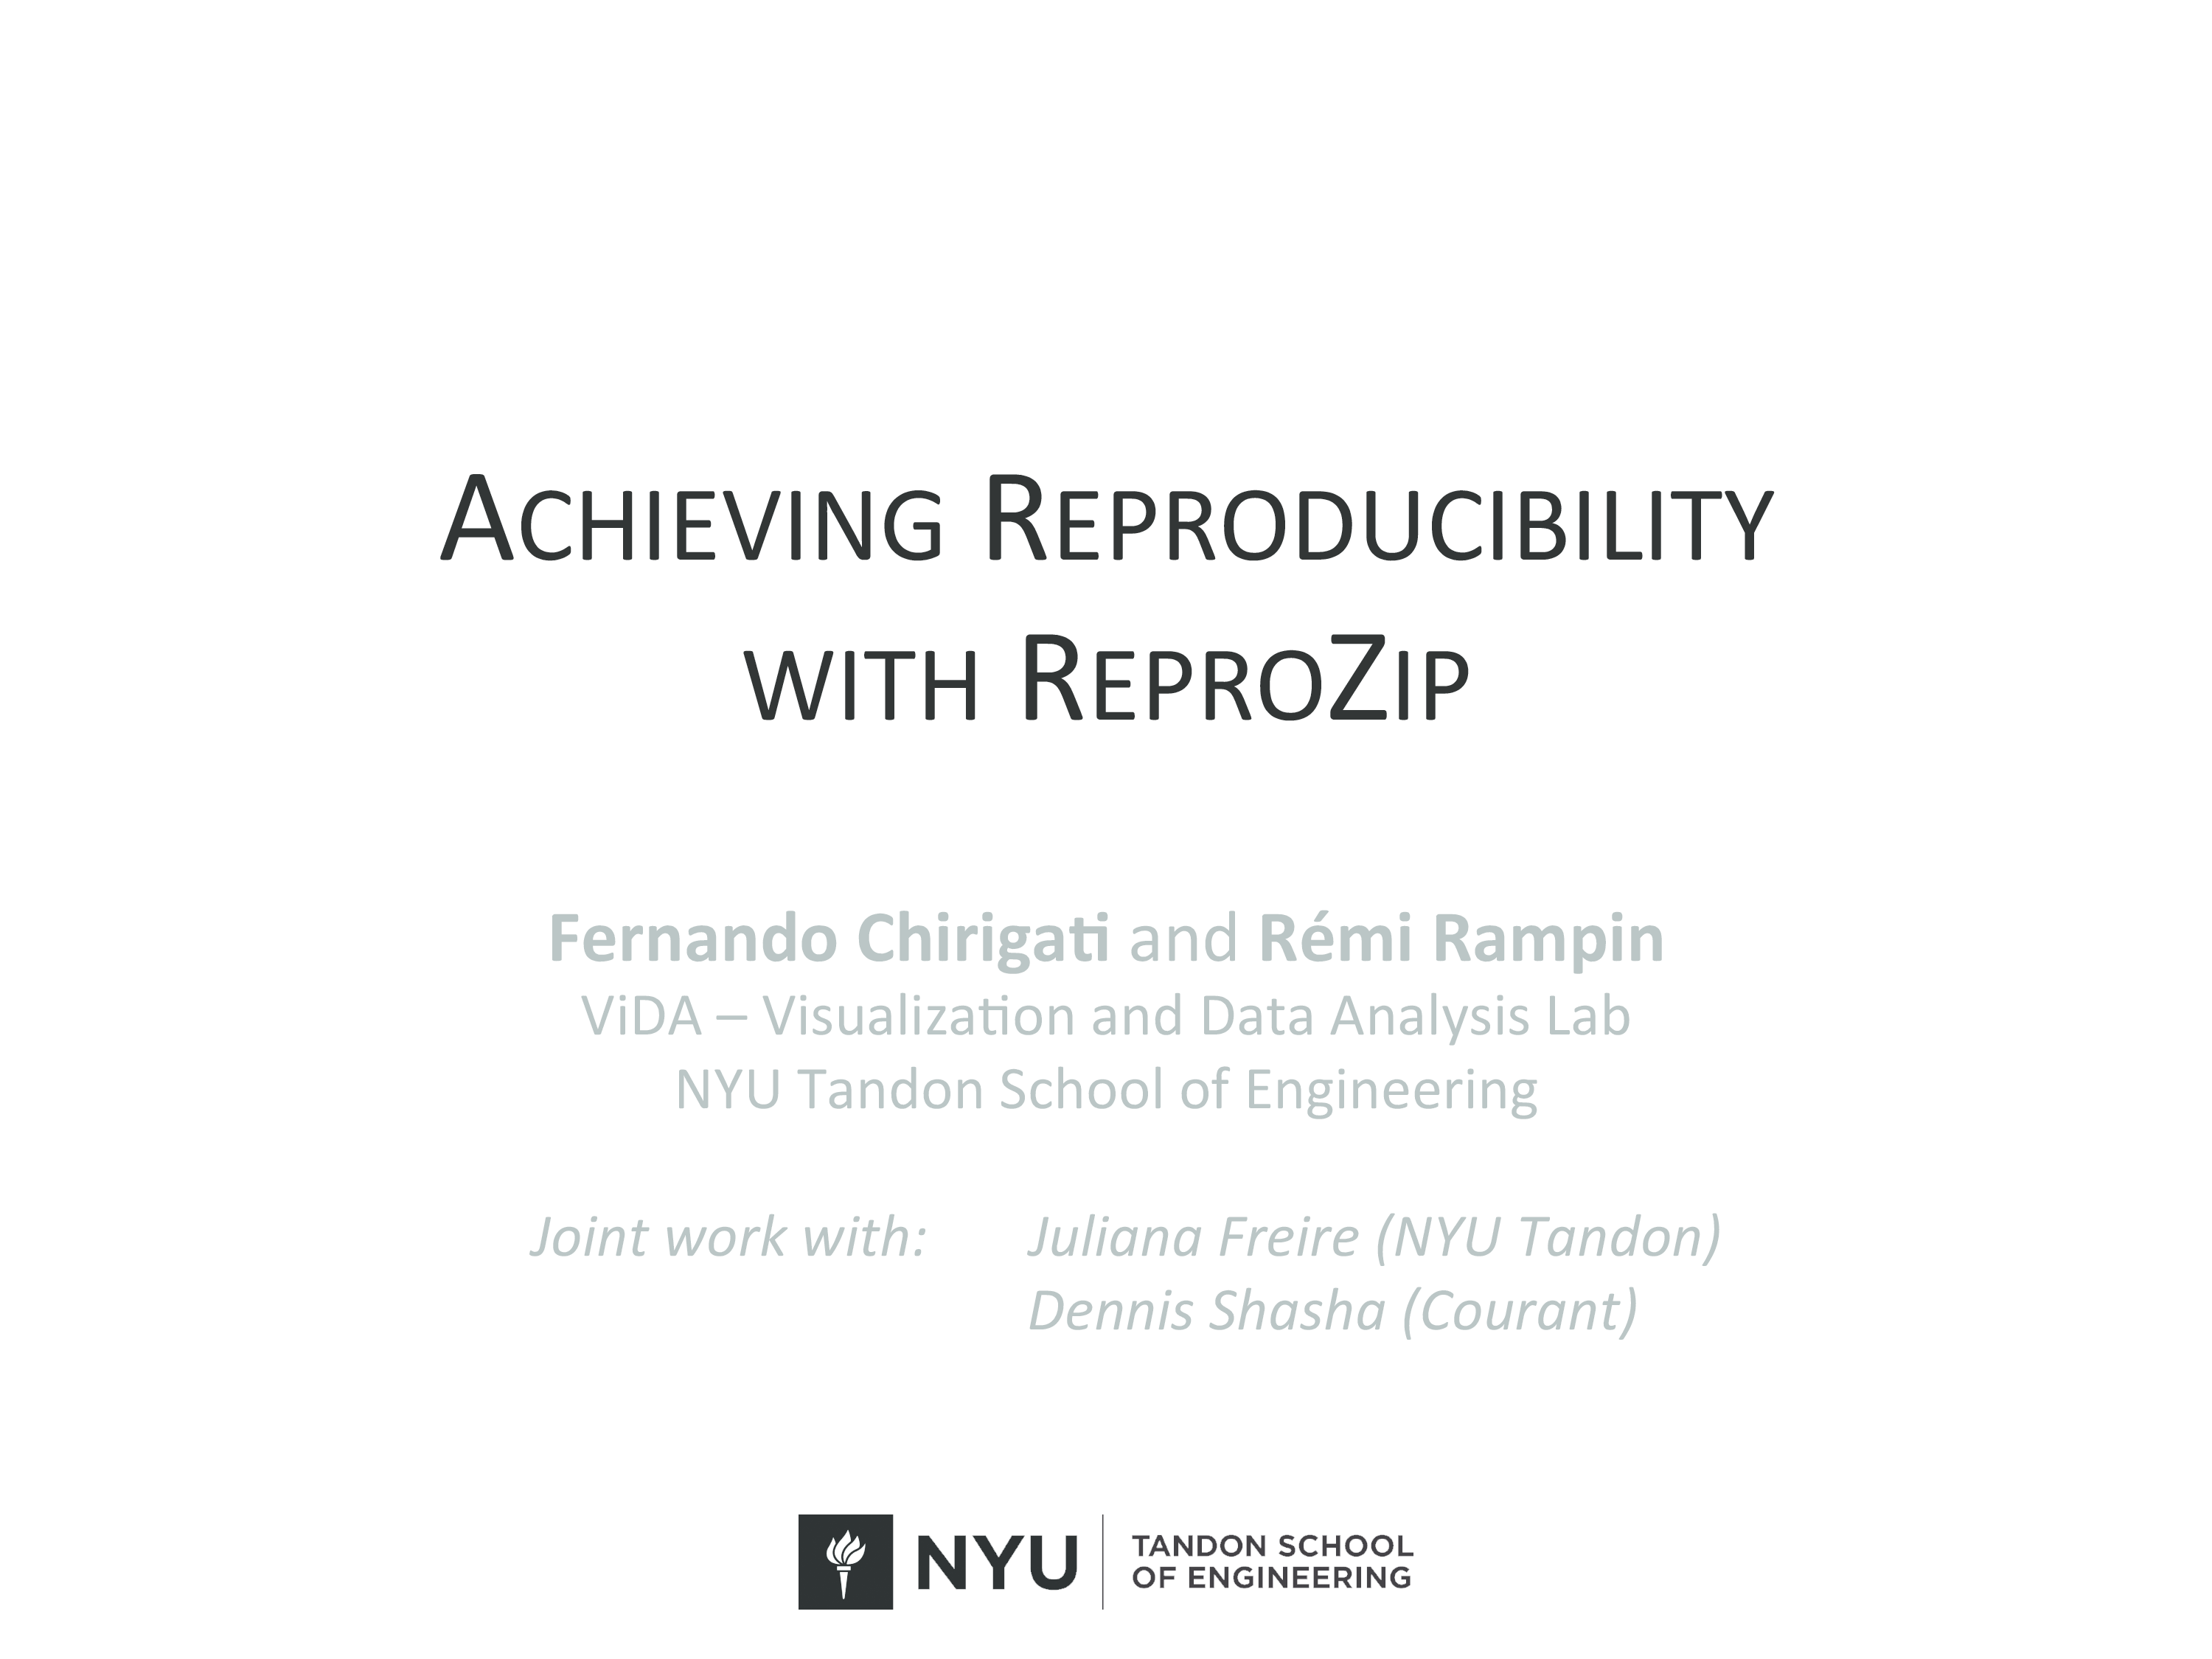 ACHIEVING REPRODUCIBILITY
WITH REPROZIP
Fernando Chirigati and Rémi Rampin
ViDA – Visualization and Data Analysis Lab
NYU Tandon School of Engineering
Joint work with: Juliana Freire (NYU Tandon)
Dennis Shasha (Courant)
NYU TANDON SCHOOL
OF ENGINEERING